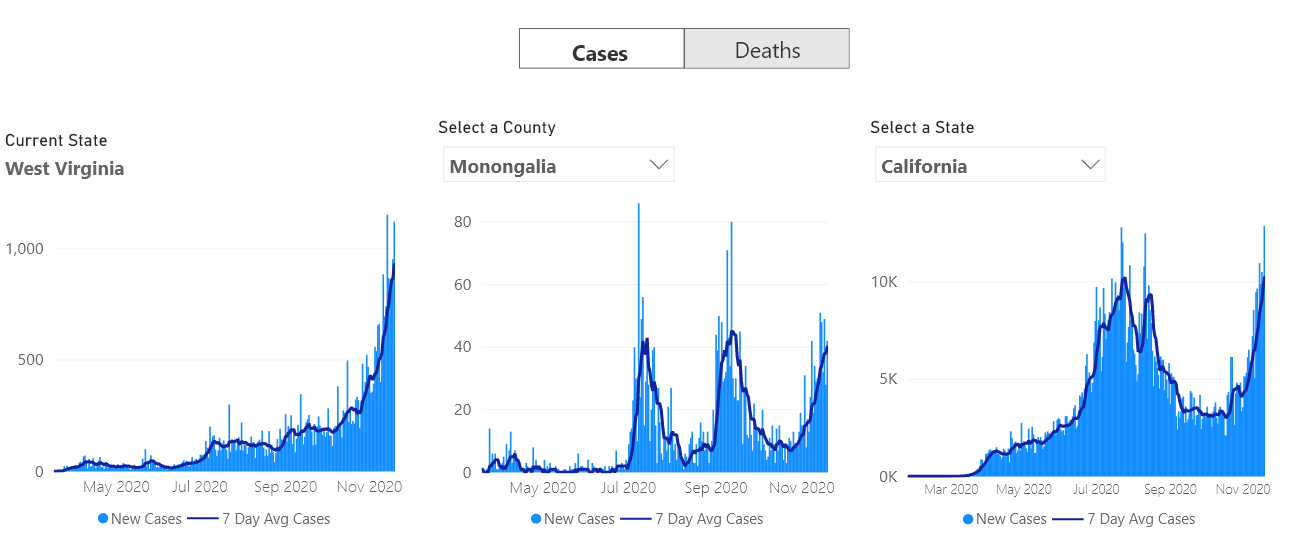 Cases Deaths
Current State
West Virginia
1,000
500
0
May 2020 Jul 2020 Sep 2020 Nov 2020
New Cases 7 Day Avg Cases
Select a County
Monongalia
80
60
40
20
0
May 2020 Jul 2020 Sep 2020 Nov 2020
New Cases 7 Day Avg Cases
Select a State
California
10K
5K
0K
Mar 2020 May 2020 Jul 2020 Sep 2020 Nov 2020
New Cases 7 Day Avg Cases